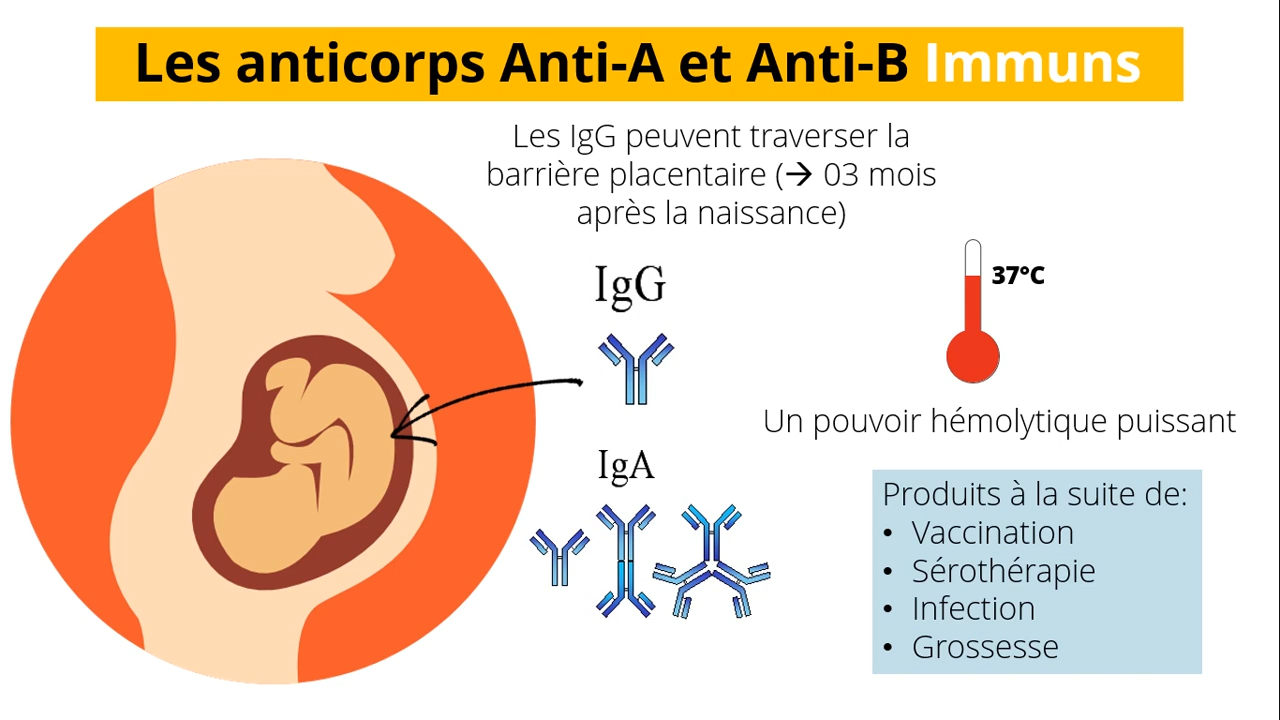 Les anticorps Anti-A et Anti-B Immuns
Les IgG peuvent traverser la
barrière placentaire (→ 03 mois
après la naissance)
IgG
37°C
Un pouvoir hémolytique puissant
IgA
Produits à la suite de:
• Vaccination
• Sérothérapie
• Infection
• Grossesse